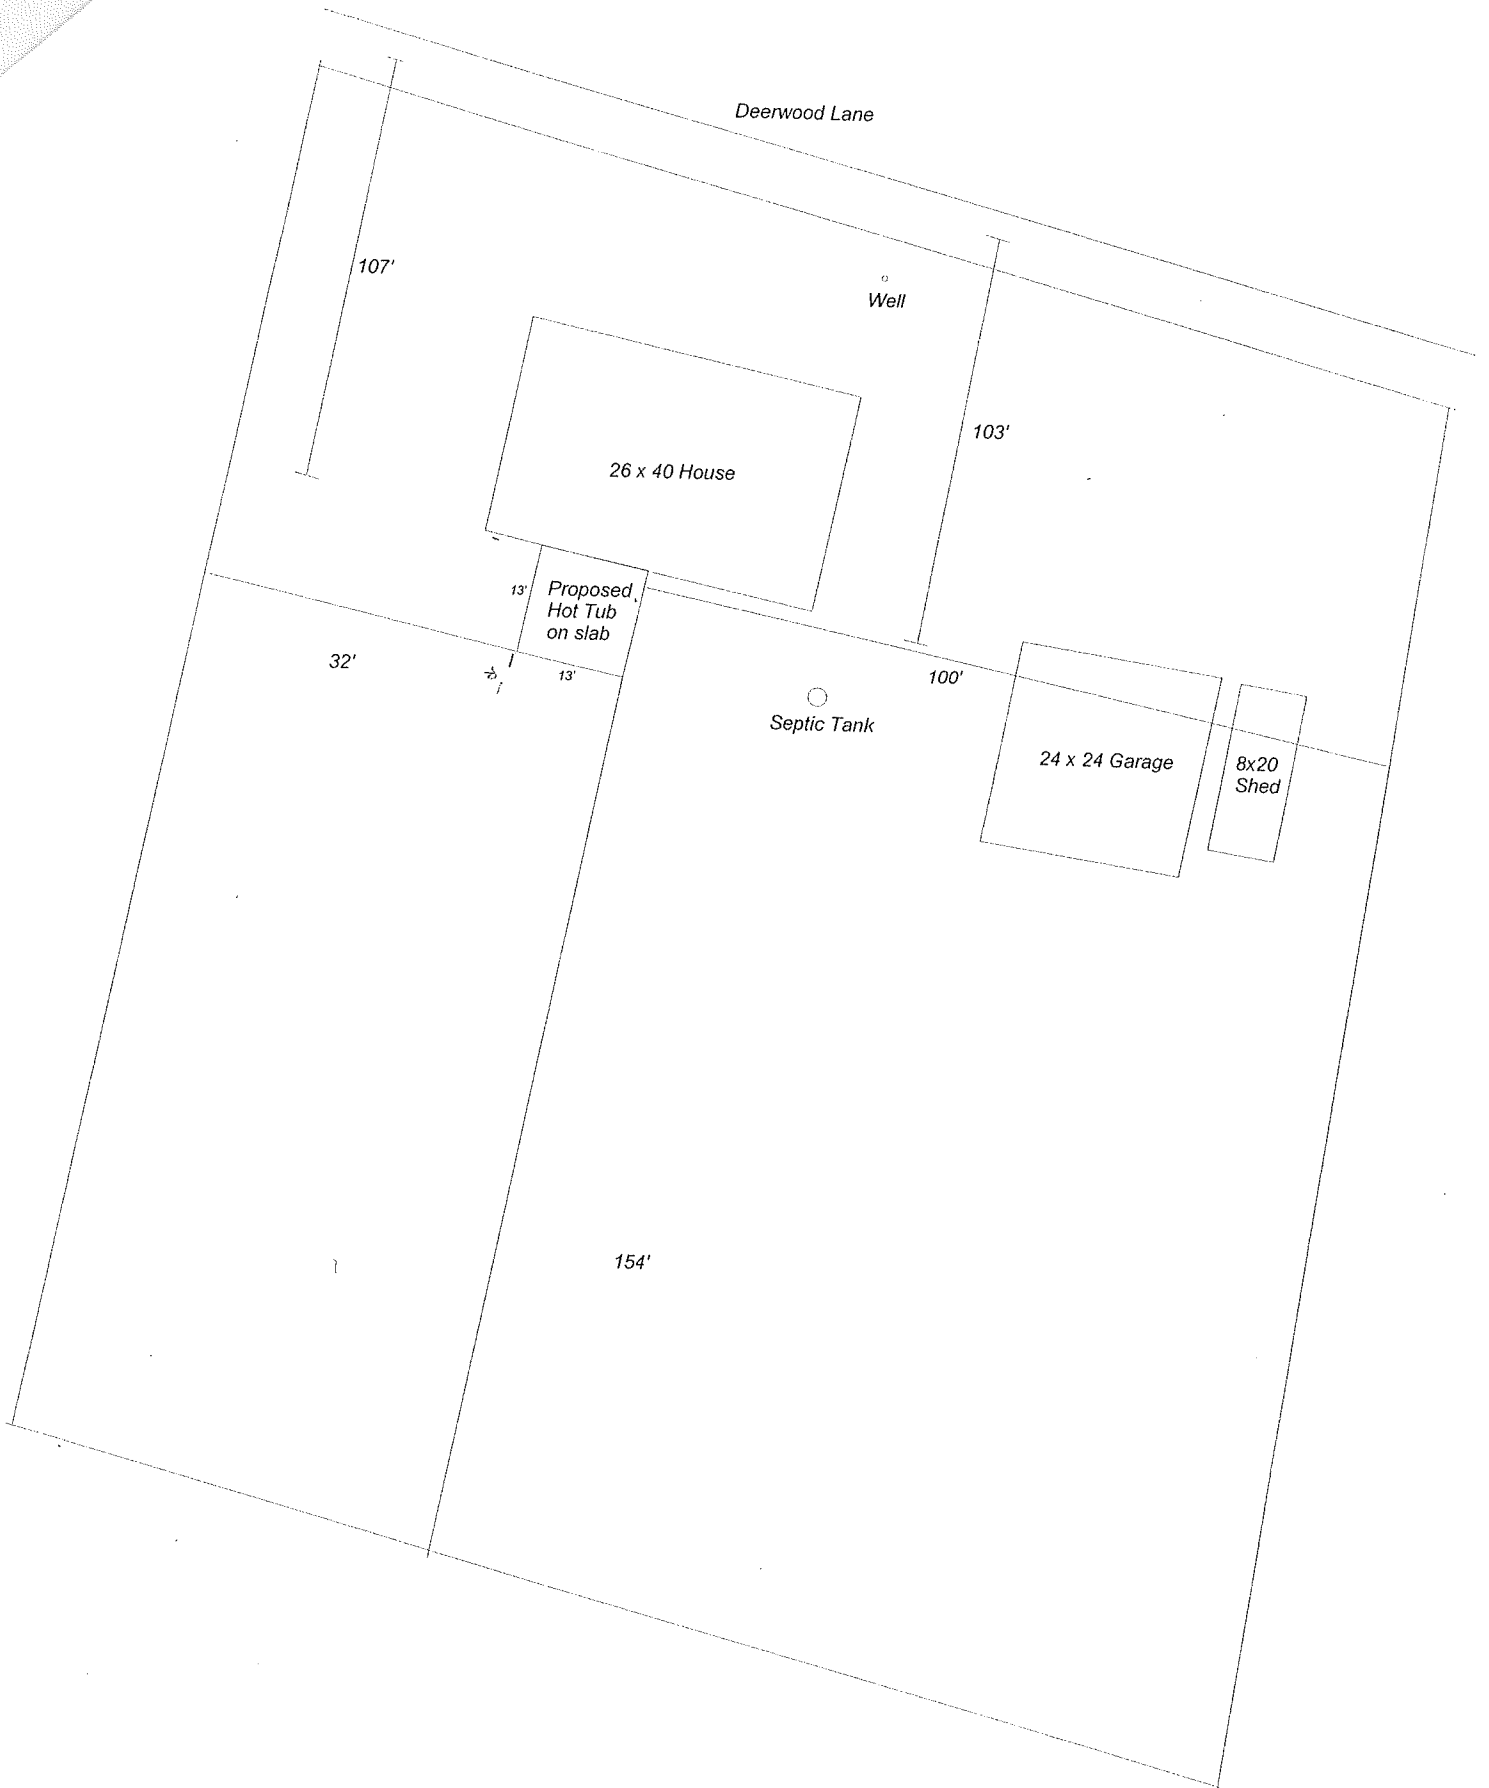 Deerwood Lane
107'
Well
103'
26 x 40 House
13'
Proposed
Hot Tub
on slab
32'
13'
100'
Septic Tank
24 x 24 Garage
8x20
Shed
154'